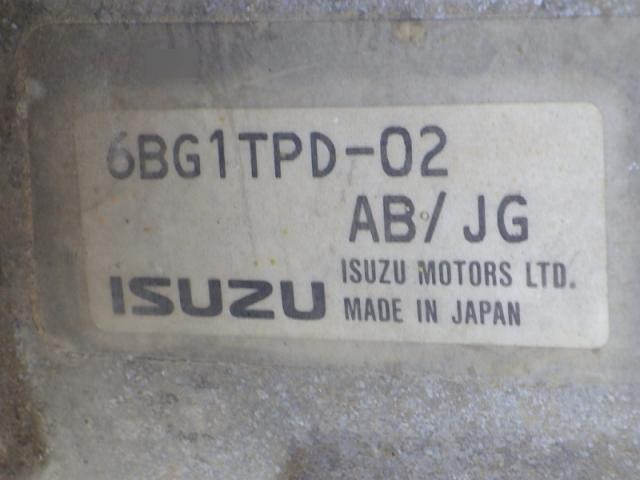 6BG1TPD-02
AB/JG
ISUZU MOTORS LTD.
ISUZU MADE IN JAPAN